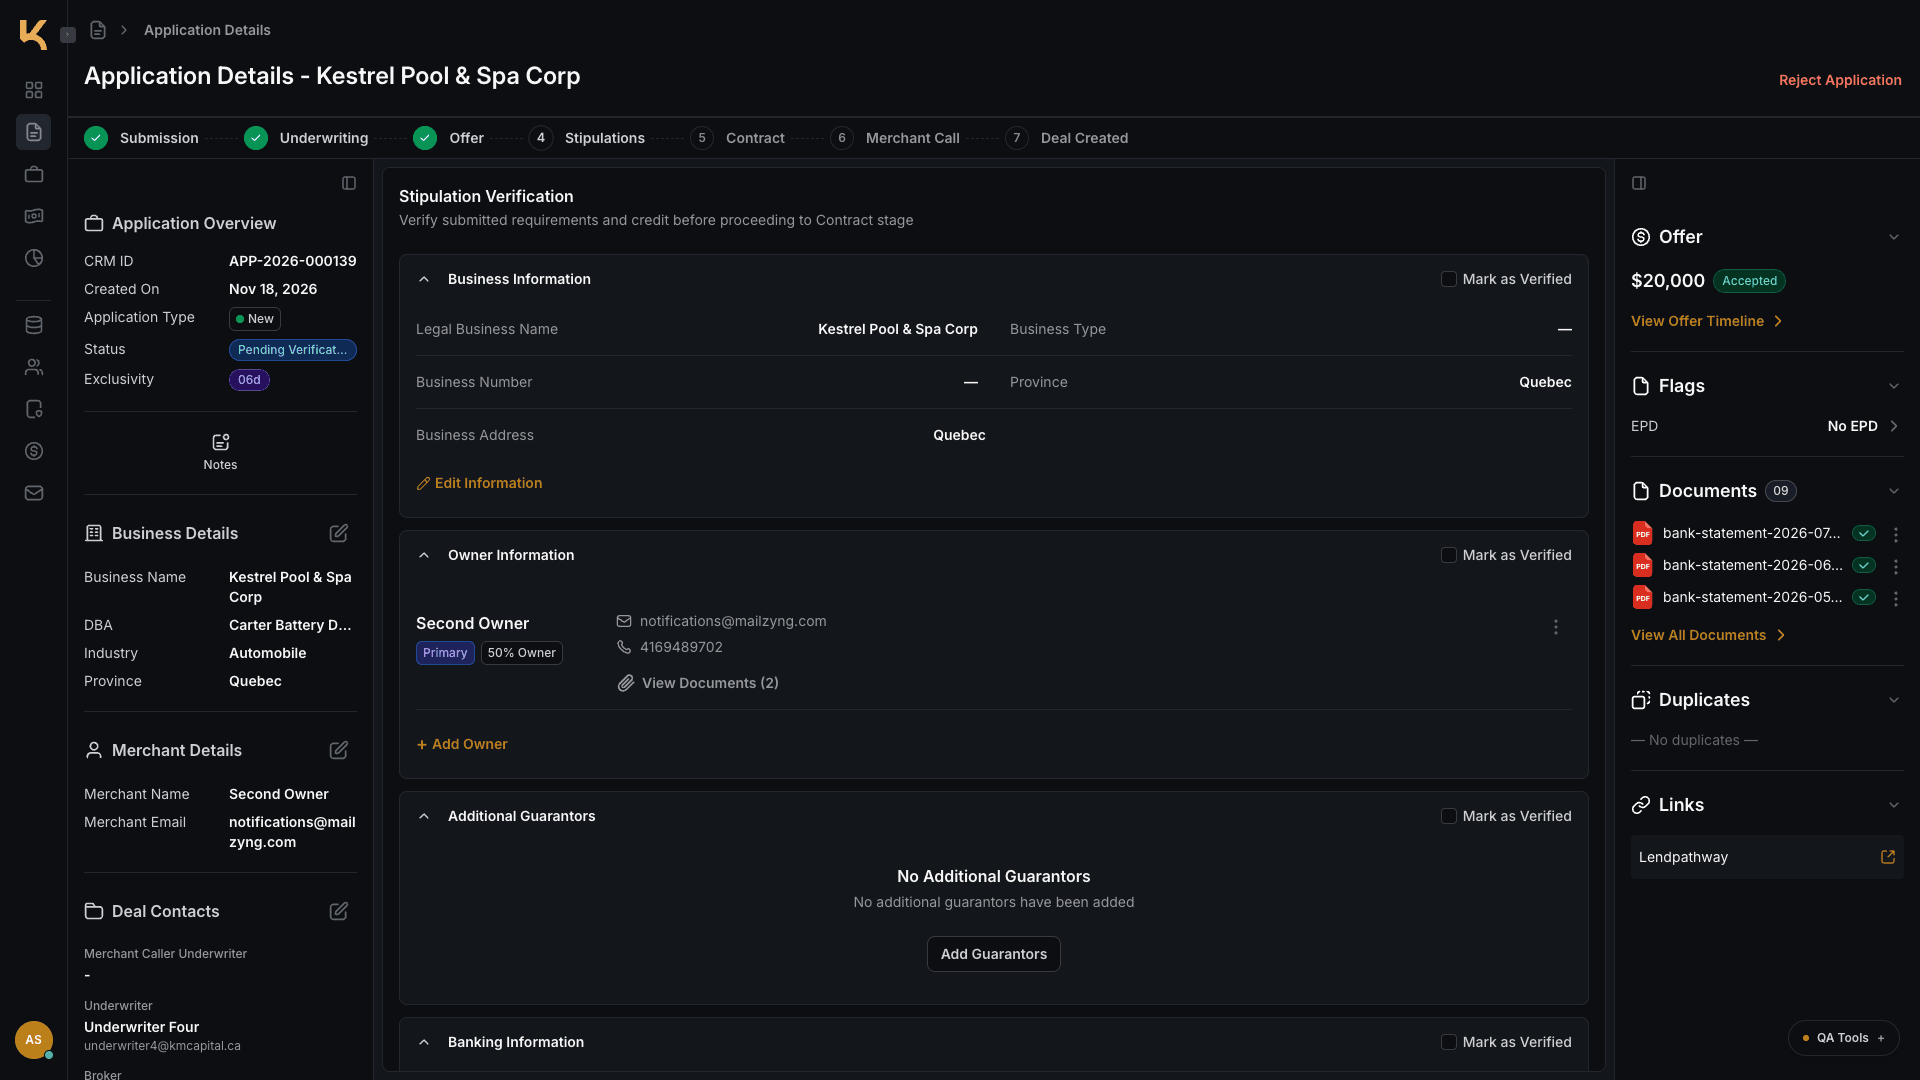 Application Details
Application Details - Kestrel Pool & Spa Corp
Reject Application
Submission
Underwriting
Offer
4 Stipulations
5 Contract
6 Merchant Call
7 Deal Created
Application Overview
CRM ID APP-2026-000139
Created On Nov 18, 2026
Application Type New
Status Pending Verificat...
Exclusivity 06d
Notes
Business Details
Business Name Kestrel Pool & Spa
Corp
DBA Carter Battery D...
Industry Automobile
Province Quebec
Merchant Details
Merchant Name Second Owner
Merchant Email notifications@mail
zyng.com
Deal Contacts
Merchant Caller Underwriter
-
Underwriter
Underwriter Four
underwriter4@kmcapital.ca
Broker
AS
Stipulation Verification
Verify submitted requirements and credit before proceeding to Contract stage
Business Information Mark as Verified
Legal Business Name Kestrel Pool & Spa Corp Business Type —
Business Number — Province Quebec
Business Address Quebec
Edit Information
Owner Information Mark as Verified
Second Owner
Primary 50% Owner
notifications@mailzyng.com
4169489702
View Documents (2)
+ Add Owner
Additional Guarantors Mark as Verified
No Additional Guarantors
No additional guarantors have been added
Add Guarantors
Banking Information Mark as Verified
Offer
$20,000 Accepted
View Offer Timeline
Flags
EPD No EPD
Documents 09
PDF bank-statement-2026-07...
PDF bank-statement-2026-06...
PDF bank-statement-2026-05...
View All Documents
Duplicates
— No duplicates —
Links
Lendpathway
QA Tools +